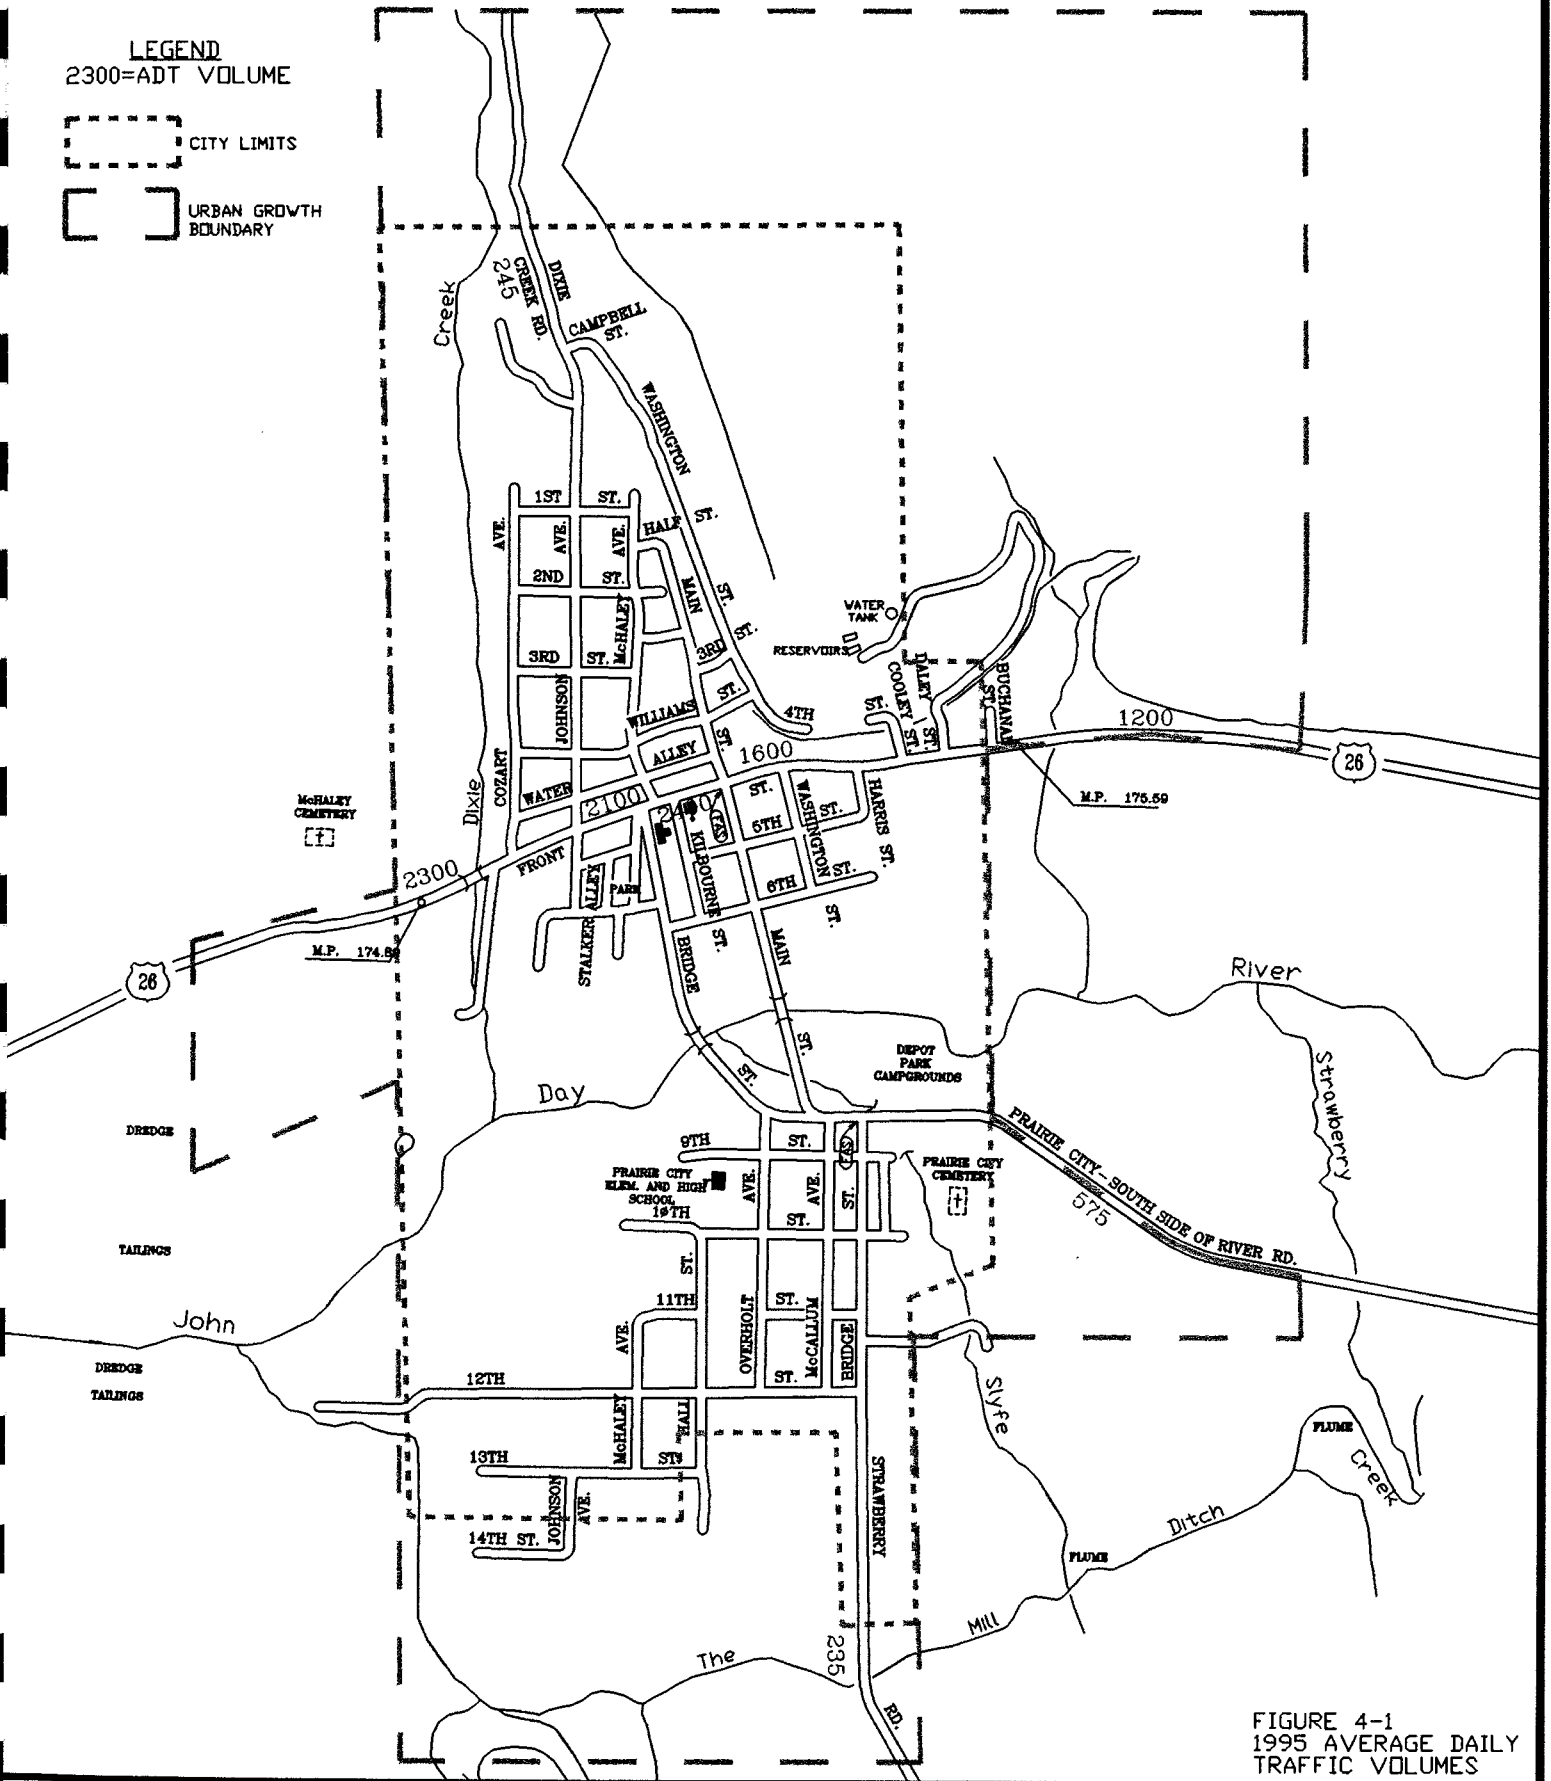 LEGEND
2300=ADT VOLUME
CITY LIMITS
URBAN GROWTH
BOUNDARY
Creek
DIXIE
CREEK RD.
245
CAMPBELL
ST.
WASHINGTON
ST.
1ST ST.
HALF ST.
AVE.
AVE.
AVE.
2ND ST.
MAIN
ST.
McHALEY
3RD ST.
3RD ST.
JOHNSON
WILLIAMS ST.
4TH
ST.
WATER
TANK
RESERVOIRS
DALEY
ST.
COOLEY
ST.
BUCHANAN
ST.
1200
26
M.P. 175.59
COZART
WATER ALLEY
1600
2100
ST.
5TH ST.
WASHINGTON
ST.
HARRIS ST.
Dixie
McHALEY
CEMETERY
2300
FRONT
KILBOURNE
ST.
FAS
STALKER ALLEY
PARK
6TH ST.
M.P.
26
BRIDGE
ST.
MAIN
ST.
River
Strawberry
DEPOT
PARK
CAMPGROUNDS
Day
DREDGE
TAILINGS
9TH ST.
FAS
PRAIRIE CITY
CEMETERY
PRAIRIE CITY-SOUTH SIDE OF RIVER RD.
575
PRAIRIE CITY
ELEM. AND HIGH
SCHOOL
AVE.
AVE.
ST.
10TH ST.
ST.
John
11TH ST.
AVE.
OVERHOLT
McCALLUM
BRIDGE
DREDGE
TAILINGS
12TH ST.
McHALEY
HALL
Slyfe
FLUME
Creek
13TH ST.
JOHNSON
AVE.
STRAWBERRY
14TH ST.
Ditch
FLUME
Mill
The
235
RD.
FIGURE 4-1
1995 AVERAGE DAILY
TRAFFIC VOLUMES